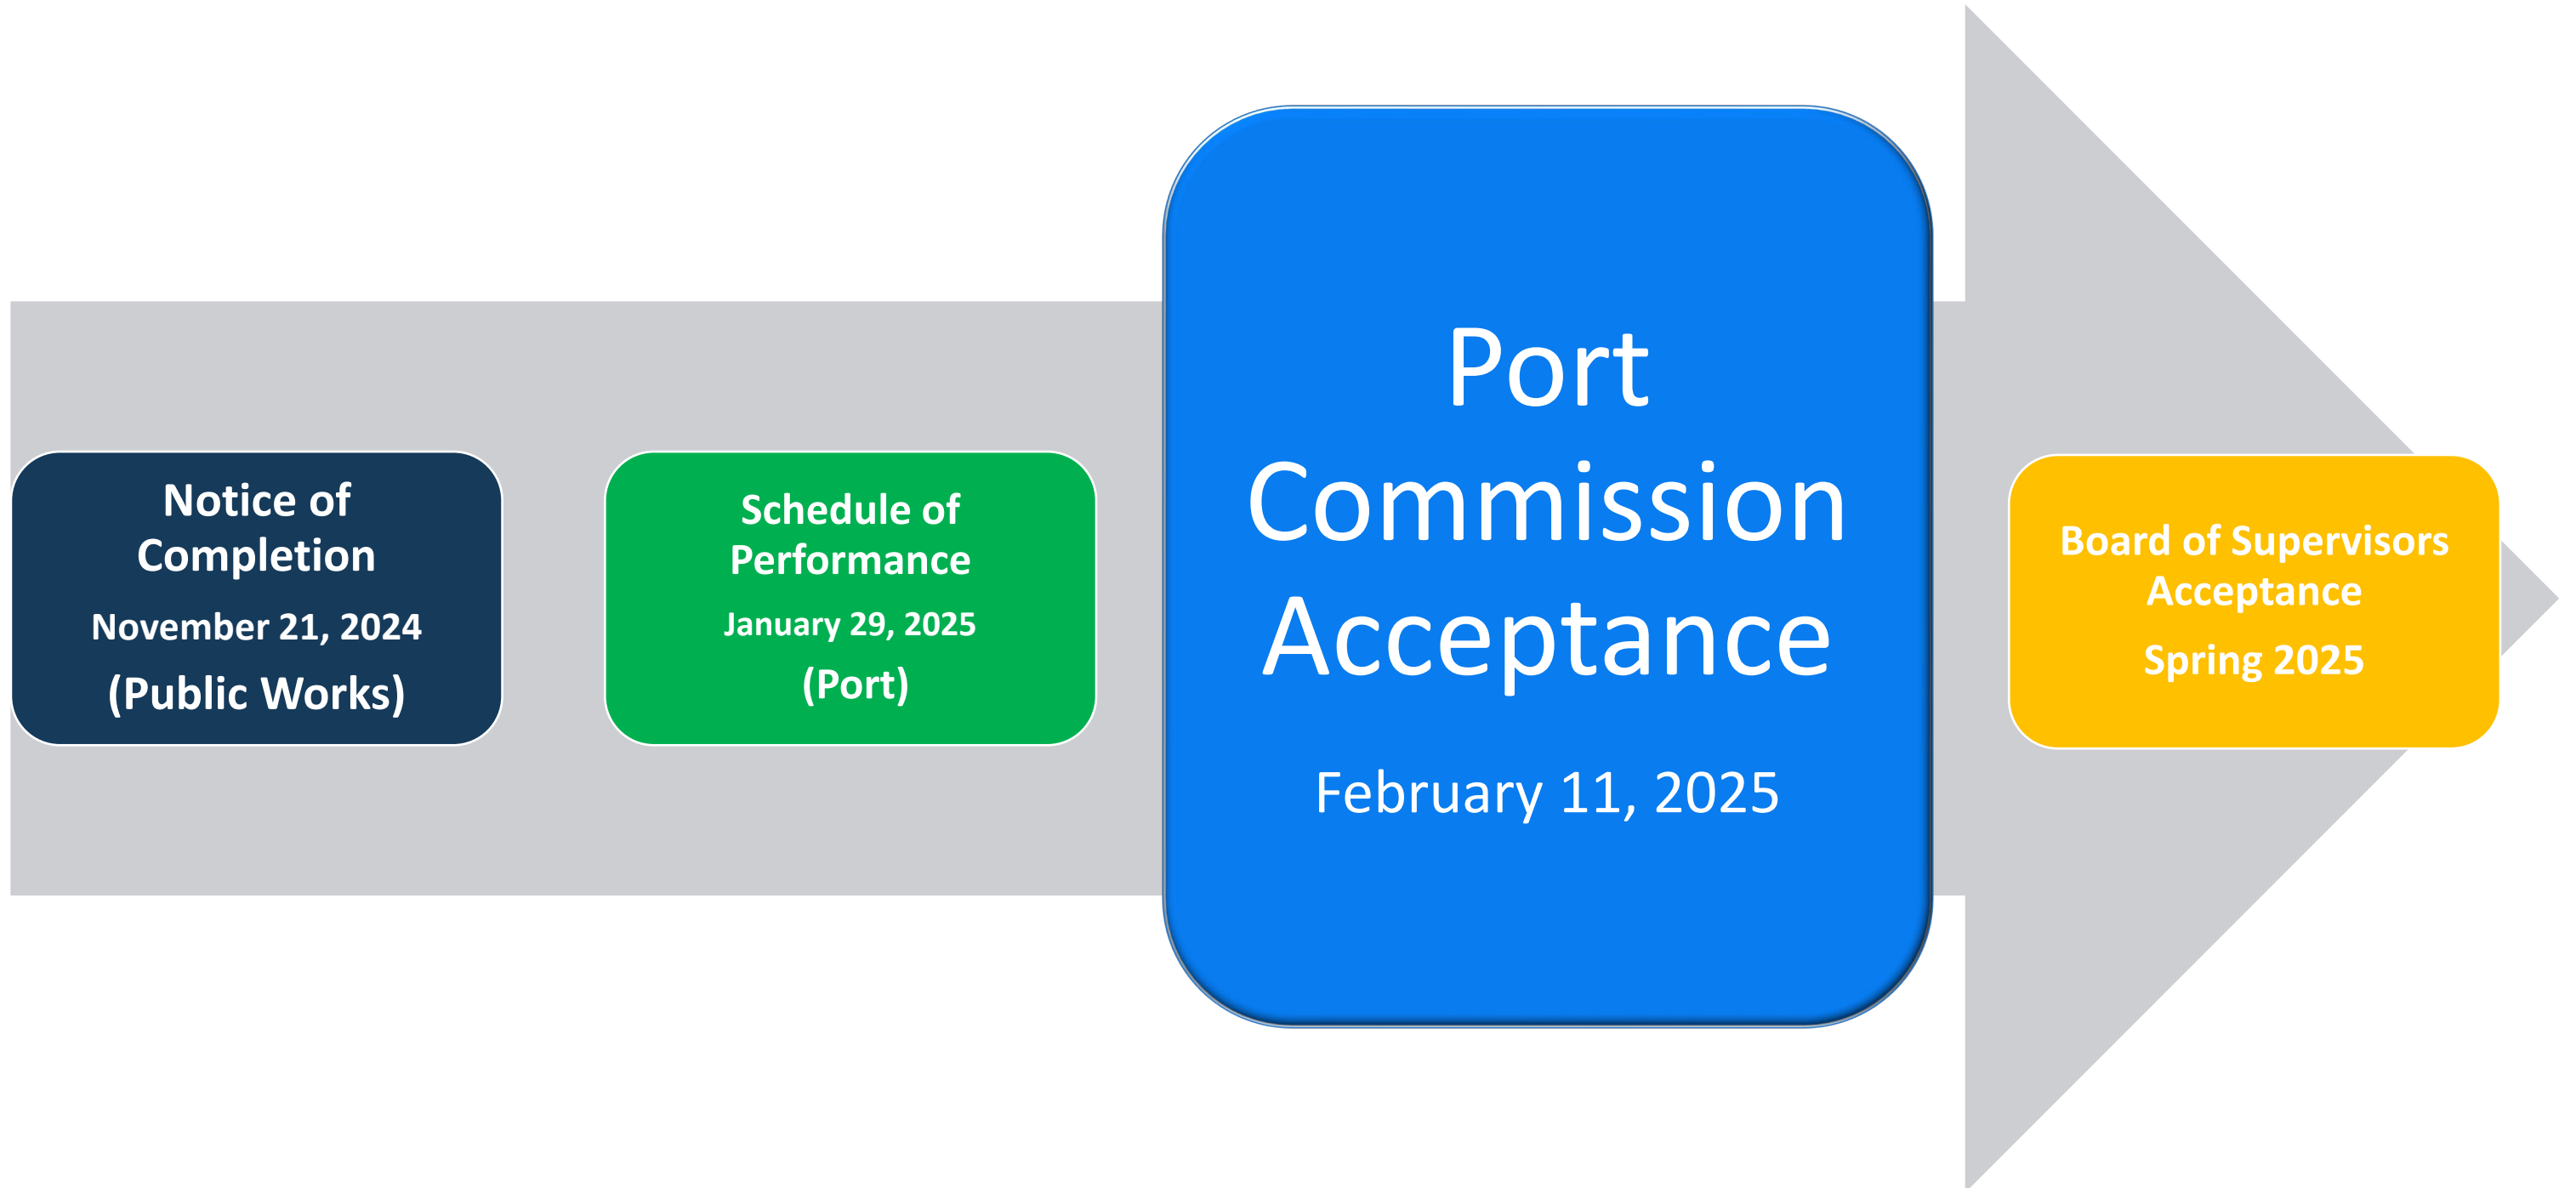 Notice of
Completion
November 21, 2024
(Public Works)
Schedule of
Performance
January 29, 2025
(Port)
Port
Commission
Acceptance
February 11, 2025
Board of Supervisors
Acceptance
Spring 2025